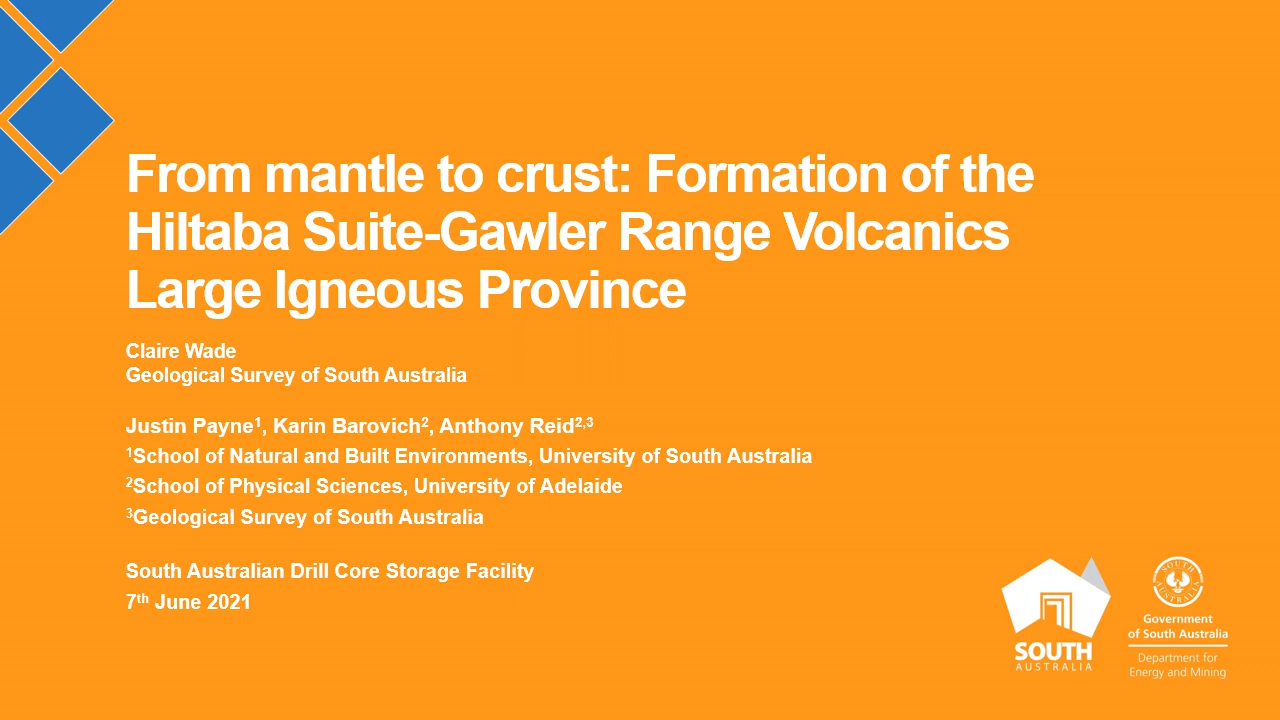 From mantle to crust: Formation of the
Hiltaba Suite-Gawler Range Volcanics
Large Igneous Province
Claire Wade
Geological Survey of South Australia
Justin Payne¹, Karin Barovich², Anthony Reid²,³
¹School of Natural and Built Environments, University of South Australia
²School of Physical Sciences, University of Adelaide
³Geological Survey of South Australia
South Australian Drill Core Storage Facility
7th June 2021
SOUTH
AUSTRALIA
SOUTH AUSTRALIA
Government
of South Australia
Department for
Energy and Mining